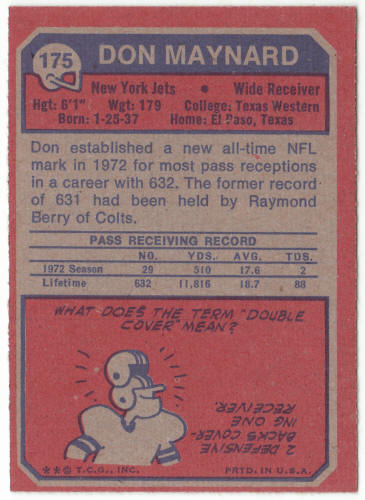 175 DON MAYNARD
New York Jets • Wide Receiver
Hgt: 6'1" Wgt: 179 College: Texas Western
Born: 1-25-37 Home: El Paso, Texas
Don established a new all-time NFL
mark in 1972 for most pass receptions
in a career with 632. The former record
of 631 had been held by Raymond
Berry of Colts.
PASS RECEIVING RECORD
NO. YDS. AVG. TDS.
1972 Season 29 510 17.6 2
Lifetime 632 11,816 18.7 88
WHAT DOES THE TERM "DOUBLE
COVER" MEAN?
2 DEFENSIVE
BACKS COVER-
ING ONE
RECEIVER.
**© T.C.G., INC. PRTD. IN U.S.A.